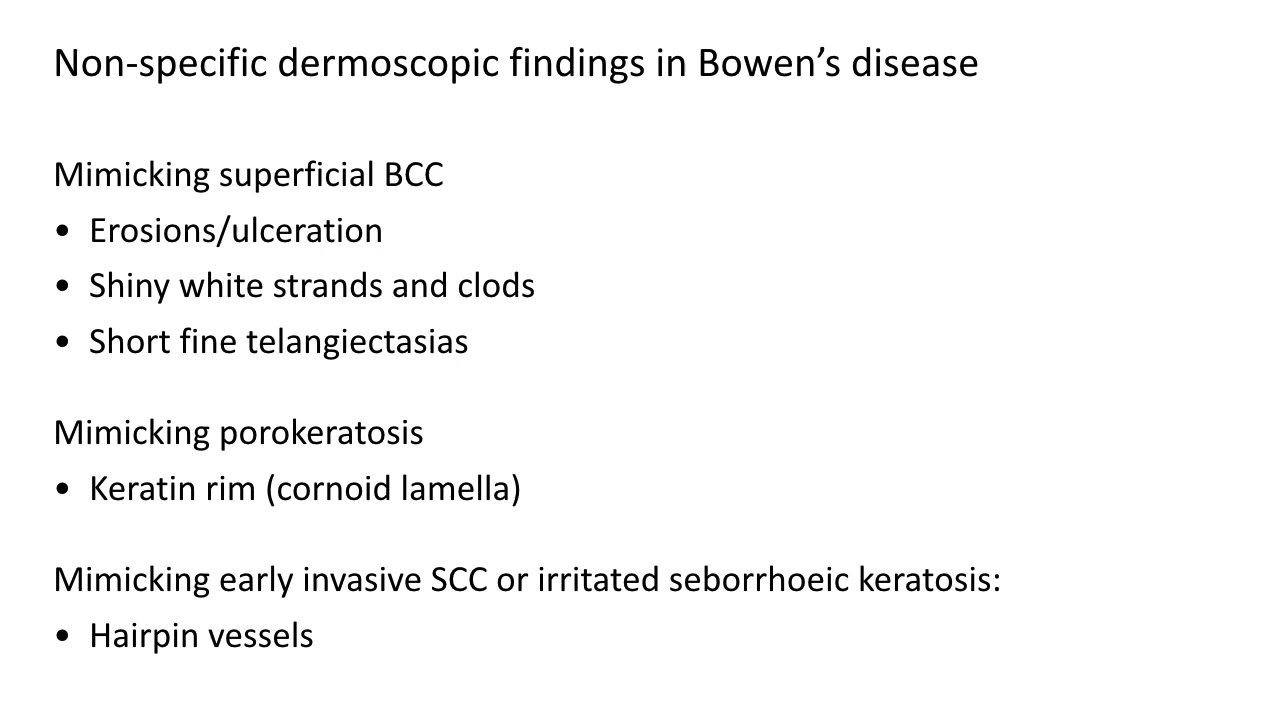 Non-specific dermoscopic findings in Bowen’s disease
Mimicking superficial BCC
• Erosions/ulceration
• Shiny white strands and clods
• Short fine telangiectasias
Mimicking porokeratosis
• Keratin rim (cornoid lamella)
Mimicking early invasive SCC or irritated seborrhoeic keratosis:
• Hairpin vessels